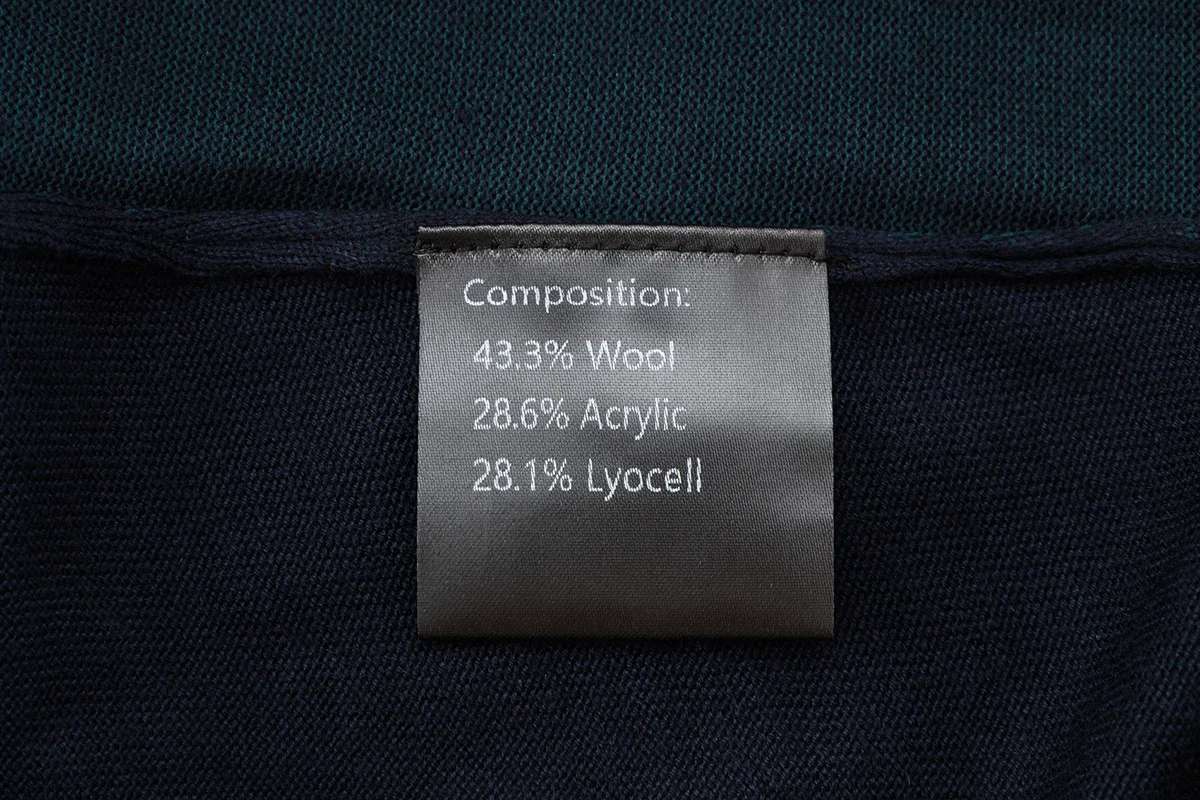 Composition:
43.3% Wool
28.6% Acrylic
28.1% Lyocell